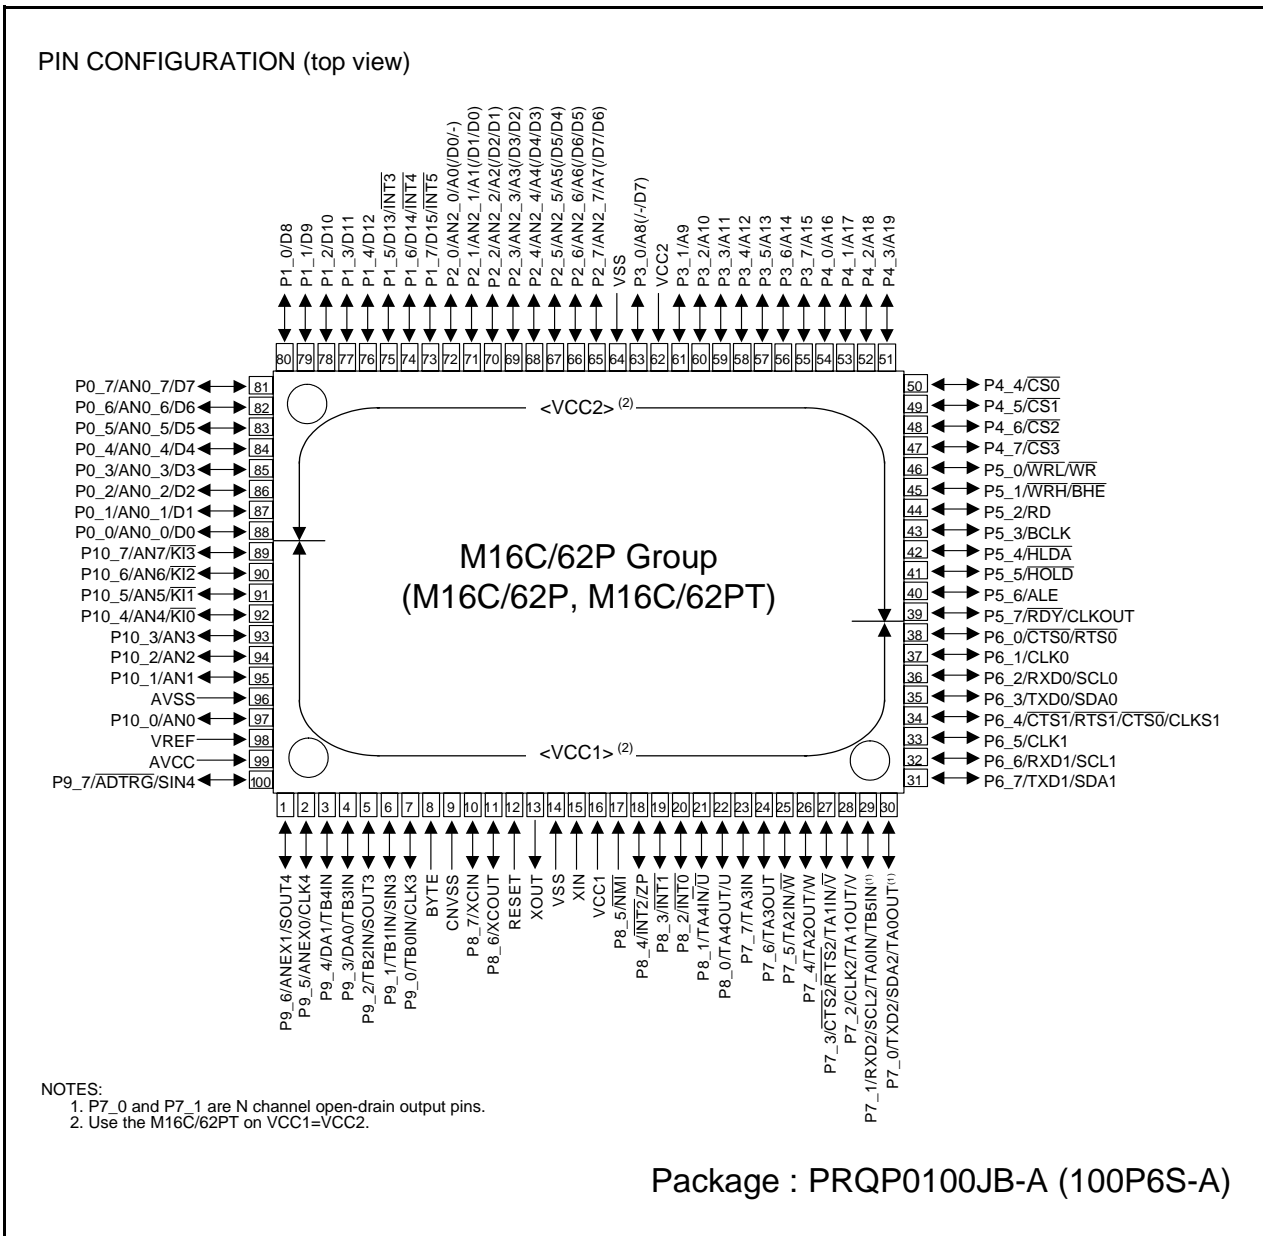 PIN CONFIGURATION (top view)
P1_0/D8
P1_1/D9
P1_2/D10
P1_3/D11
P1_4/D12
P1_5/D13/INT3
P1_6/D14/INT4
P1_7/D15/INT5
P2_0/AN2_0/A0(/D0/-)
P2_1/AN2_1/A1(/D1/D0)
P2_2/AN2_2/A2(/D2/D1)
P2_3/AN2_3/A3(/D3/D2)
P2_4/AN2_4/A4(/D4/D3)
P2_5/AN2_5/A5(/D5/D4)
P2_6/AN2_6/A6(/D6/D5)
P2_7/AN2_7/A7(/D7/D6)
VSS
P3_0/A8(/-/D7)
VCC2
P3_1/A9
P3_2/A10
P3_3/A11
P3_4/A12
P3_5/A13
P3_6/A14
P3_7/A15
P4_0/A16
P4_1/A17
P4_2/A18
P4_3/A19
80 79 78 77 76 75 74 73 72 71 70 69 68 67 66 65 64 63 62 61 60 59 58 57 56 55 54 53 52 51
P0_7/AN0_7/D7 81
P0_6/AN0_6/D6 82
P0_5/AN0_5/D5 83
P0_4/AN0_4/D4 84
P0_3/AN0_3/D3 85
P0_2/AN0_2/D2 86
P0_1/AN0_1/D1 87
P0_0/AN0_0/D0 88
P10_7/AN7/KI3 89
P10_6/AN6/KI2 90
P10_5/AN5/KI1 91
P10_4/AN4/KI0 92
P10_3/AN3 93
P10_2/AN2 94
P10_1/AN1 95
AVSS 96
P10_0/AN0 97
VREF 98
AVCC 99
P9_7/ADTRG/SIN4 100
<VCC2> (2)
M16C/62P Group
(M16C/62P, M16C/62PT)
<VCC1> (2)
50 P4_4/CS0
49 P4_5/CS1
48 P4_6/CS2
47 P4_7/CS3
46 P5_0/WRL/WR
45 P5_1/WRH/BHE
44 P5_2/RD
43 P5_3/BCLK
42 P5_4/HLDA
41 P5_5/HOLD
40 P5_6/ALE
39 P5_7/RDY/CLKOUT
38 P6_0/CTS0/RTS0
37 P6_1/CLK0
36 P6_2/RXD0/SCL0
35 P6_3/TXD0/SDA0
34 P6_4/CTS1/RTS1/CTS0/CLKS1
33 P6_5/CLK1
32 P6_6/RXD1/SCL1
31 P6_7/TXD1/SDA1
1 2 3 4 5 6 7 8 9 10 11 12 13 14 15 16 17 18 19 20 21 22 23 24 25 26 27 28 29 30
P9_6/ANEX1/SOUT4
P9_5/ANEX0/CLK4
P9_4/DA1/TB4IN
P9_3/DA0/TB3IN
P9_2/TB2IN/SOUT3
P9_1/TB1IN/SIN3
P9_0/TB0IN/CLK3
BYTE
CNVSS
P8_7/XCIN
P8_6/XCOUT
RESET
XOUT
VSS
XIN
VCC1
P8_5/NMI
P8_4/INT2/ZP
P8_3/INT1
P8_2/INT0
P8_1/TA4IN/U
P8_0/TA4OUT/U
P7_7/TA3IN
P7_6/TA3OUT
P7_5/TA2IN/W
P7_4/TA2OUT/W
P7_3/CTS2/RTS2/TA1IN/V
P7_2/CLK2/TA1OUT/V
P7_1/RXD2/SCL2/TA0IN/TB5IN(1)
P7_0/TXD2/SDA2/TA0OUT(1)
NOTES:
1. P7_0 and P7_1 are N channel open-drain output pins.
2. Use the M16C/62PT on VCC1=VCC2.
Package : PRQP0100JB-A (100P6S-A)